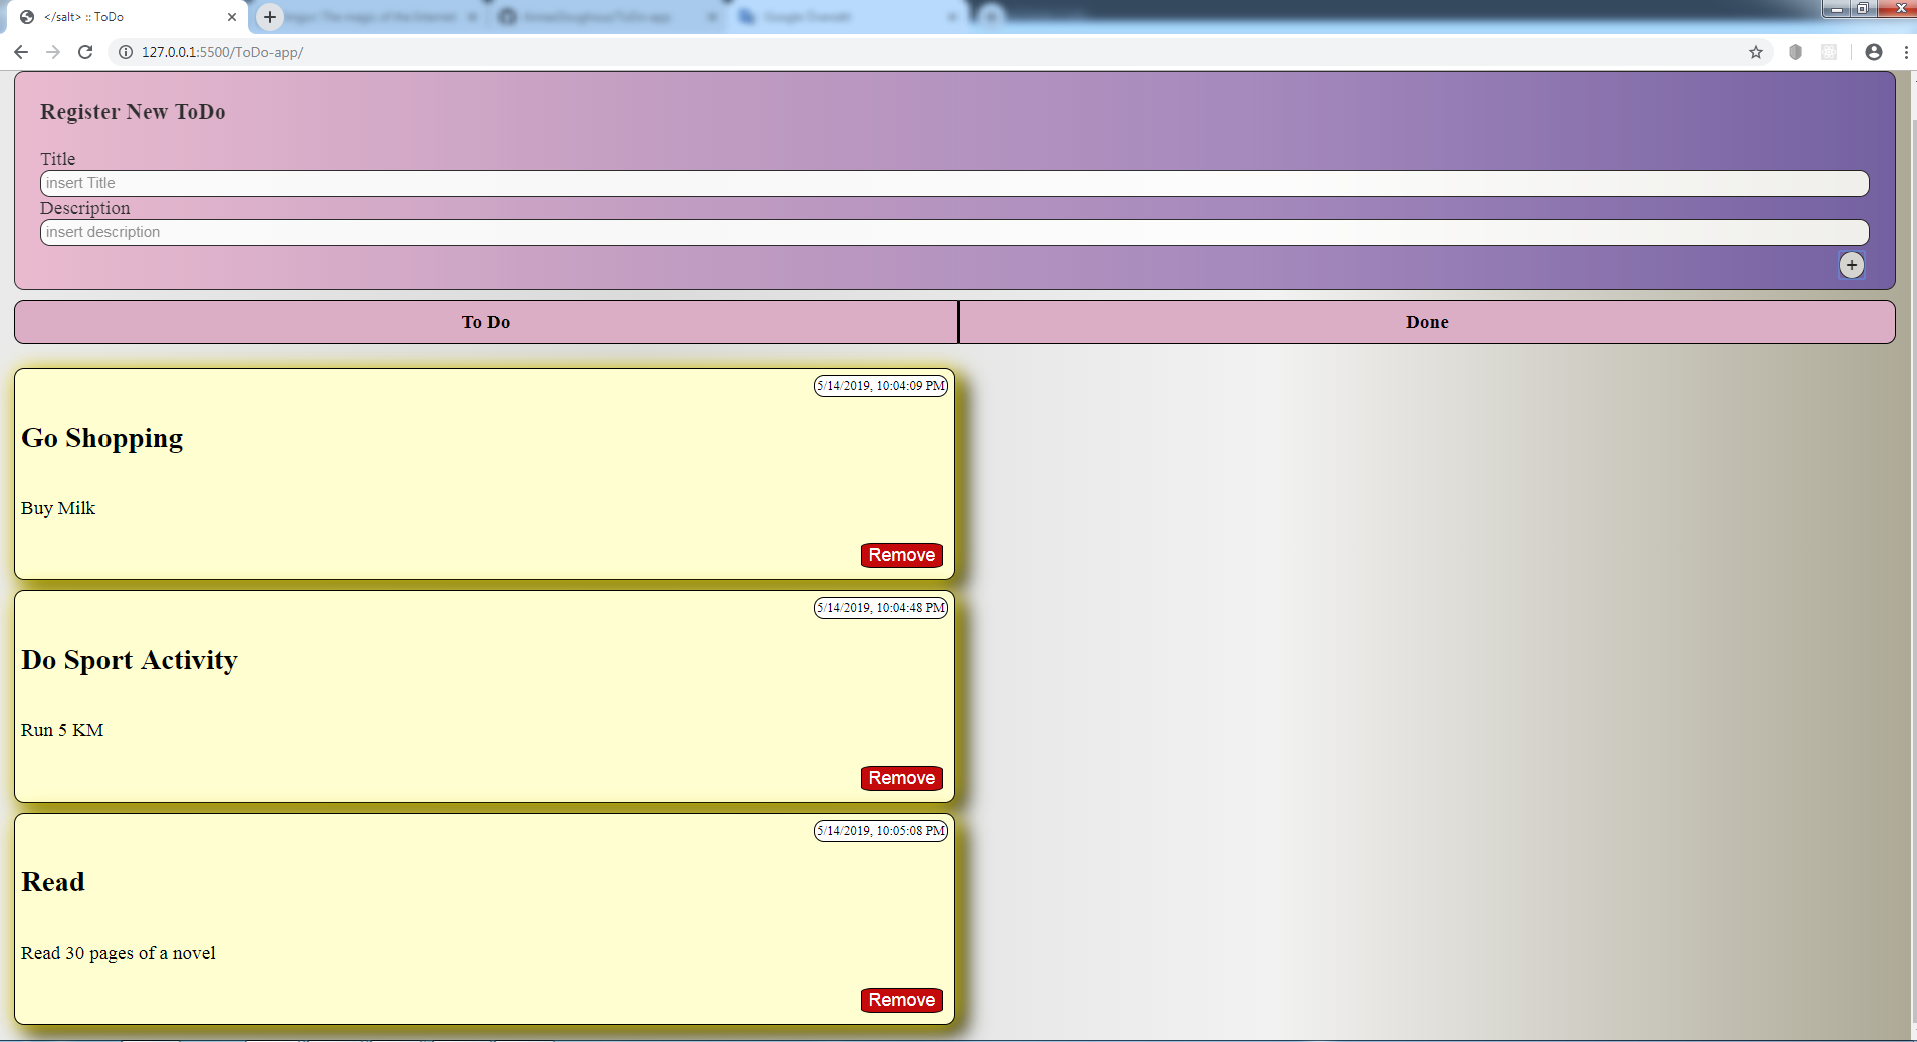 </salt> :: ToDo
127.0.0.1:5500/ToDo-app/
Register New ToDo
Title
insert Title
Description
insert description
+
To Do
Done
5/14/2019, 10:04:09 PM
Go Shopping
Buy Milk
Remove
5/14/2019, 10:04:48 PM
Do Sport Activity
Run 5 KM
Remove
5/14/2019, 10:05:08 PM
Read
Read 30 pages of a novel
Remove